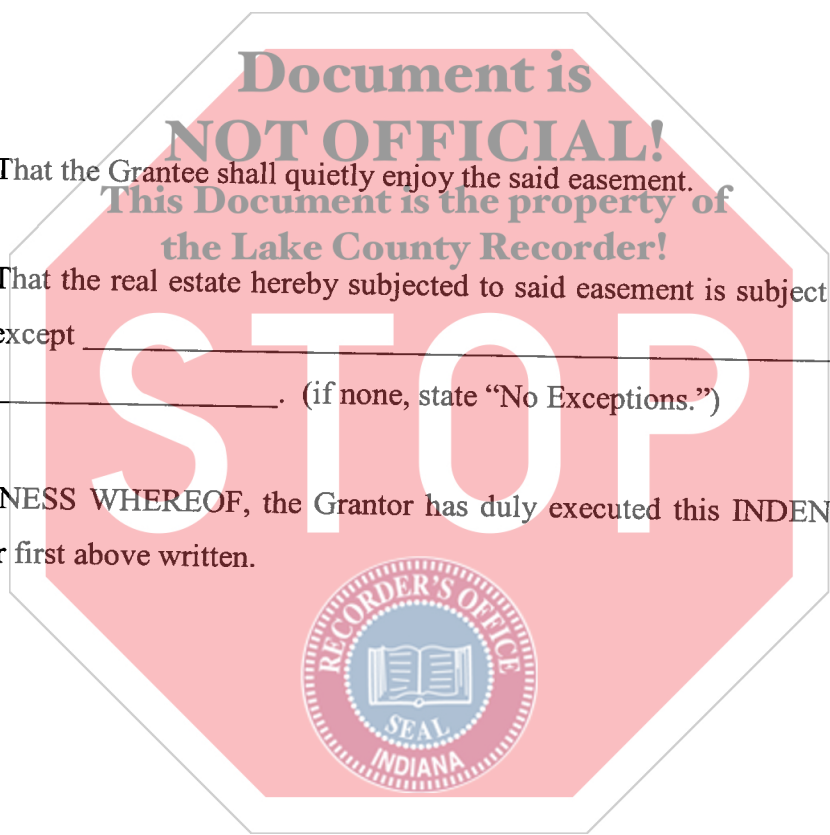 Document is
NOT OFFICIAL!
That the Grantee shall quietly enjoy the said easement.
This Document is the property of
the Lake County Recorder!
That the real estate hereby subjected to said easement is subject
except
. (if none, state “No Exceptions.”)
STOP
NESS WHEREOF, the Grantor has duly executed this INDEN
r first above written.
RECORDER'S OFFICE
SEAL
INDIANA